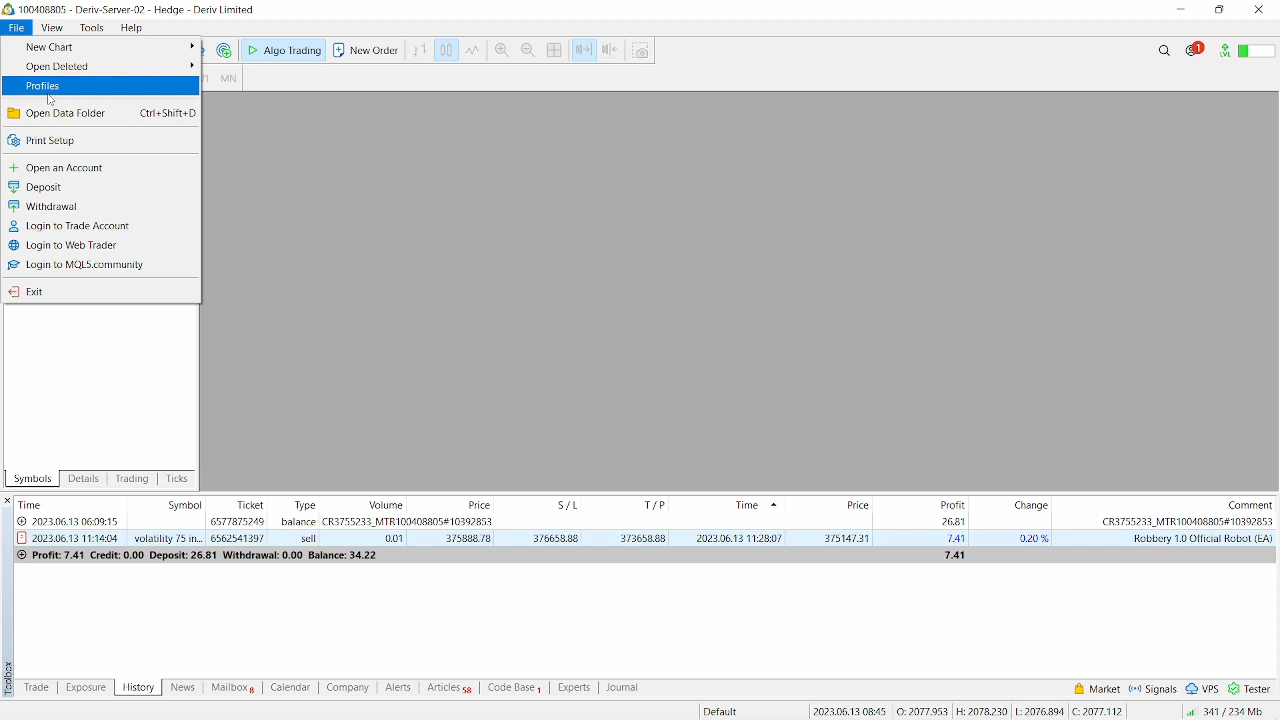 100408805 - Deriv-Server-02 - Hedge - Deriv Limited
File View Tools Help
New Chart
Open Deleted
Profiles
Open Data Folder Ctrl+Shift+D
Print Setup
Open an Account
Deposit
Withdrawal
Login to Trade Account
Login to Web Trader
Login to MQL5.community
Exit
Algo Trading New Order 1 LVL
MN
Symbols Details Trading Ticks
Time Symbol Ticket Type Volume Price S / L T / P Time Price Profit Change Comment
2023.06.13 06:09:15 6577875249 balance CR3755233_MTR100408805#10392853 26.81 CR3755233_MTR100408805#10392853
2023.06.13 11:14:04 volatility 75 in... 6562541397 sell 0.01 375888.78 376658.88 373658.88 2023.06.13 11:28:07 375147.31 7.41 0.20 % Robbery 1.0 Official Robot (EA)
Profit: 7.41 Credit: 0.00 Deposit: 26.81 Withdrawal: 0.00 Balance: 34.22 7.41
Toolbox
Trade Exposure History News Mailbox 8 Calendar Company Alerts Articles 58 Code Base 1 Experts Journal Market Signals VPS Tester
Default 2023.06.13 08:45 O: 2077.953 H: 2078.230 L: 2076.894 C: 2077.112 341 / 234 Mb